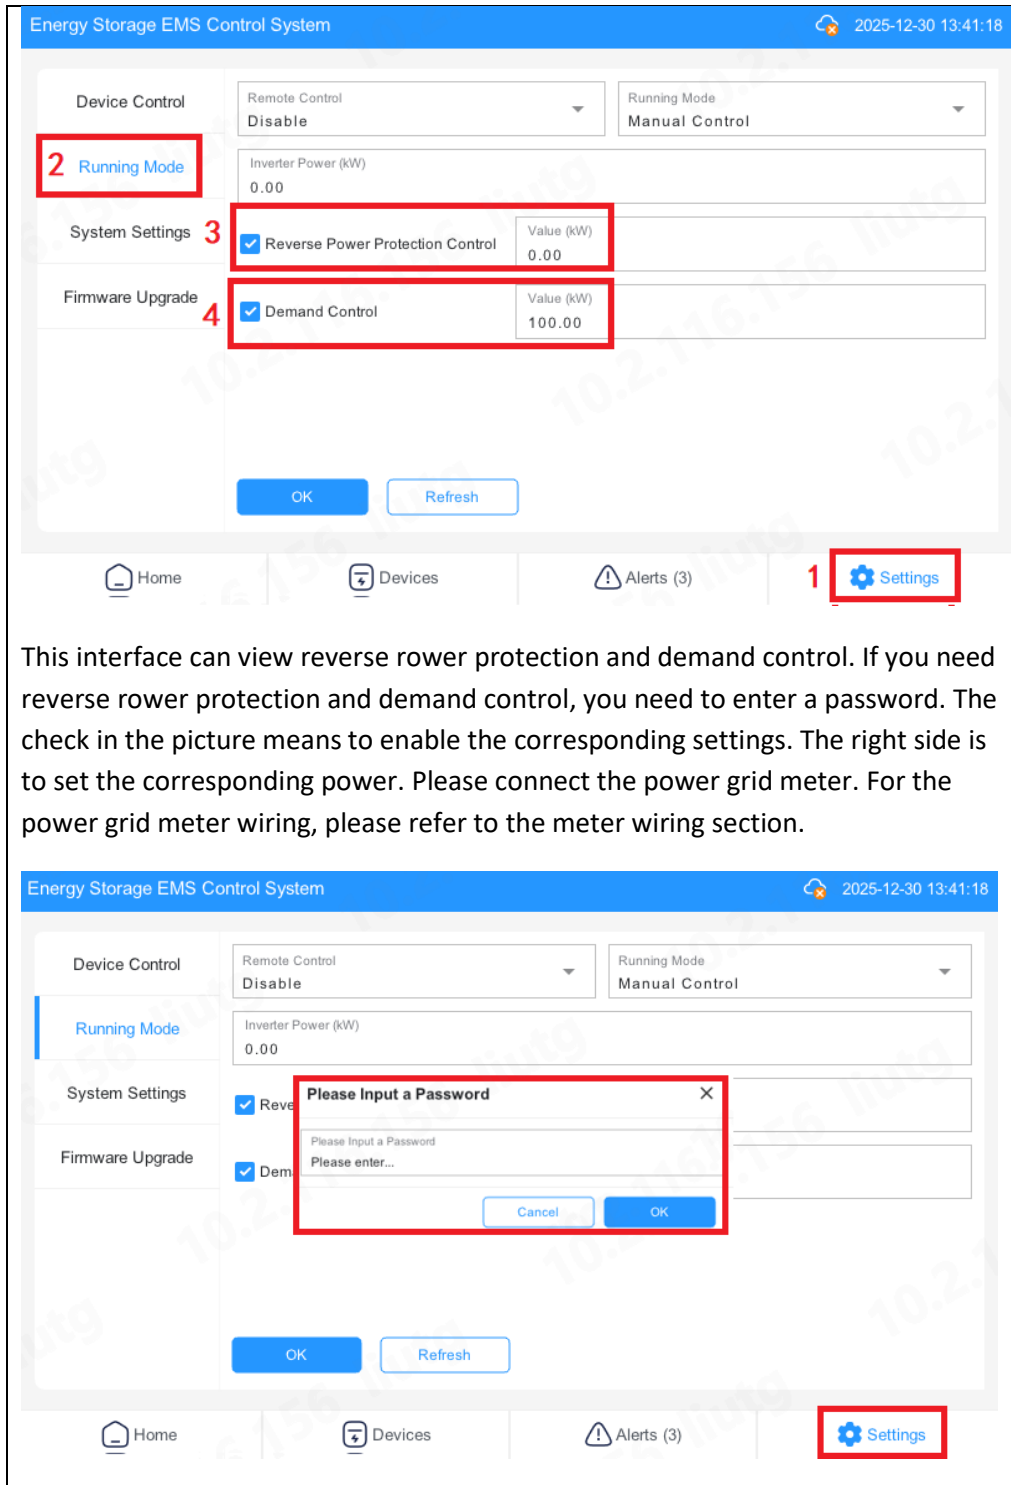 Energy Storage EMS Control System
2025-12-30 13:41:18
Device Control
Remote Control
Disable
Running Mode
Manual Control
2 Running Mode
Inverter Power (kW)
0.00
System Settings
3
Reverse Power Protection Control
Value (kW)
0.00
Firmware Upgrade
4
Demand Control
Value (kW)
100.00
OK
Refresh
Home
Devices
Alerts (3)
1
Settings
This interface can view reverse rower protection and demand control. If you need
reverse rower protection and demand control, you need to enter a password. The
check in the picture means to enable the corresponding settings. The right side is
to set the corresponding power. Please connect the power grid meter. For the
power grid meter wiring, please refer to the meter wiring section.
Energy Storage EMS Control System
2025-12-30 13:41:18
Device Control
Remote Control
Disable
Running Mode
Manual Control
Running Mode
Inverter Power (kW)
0.00
System Settings
Reve
Please Input a Password
Please Input a Password
Please enter...
Firmware Upgrade
Dem
Cancel
OK
OK
Refresh
Home
Devices
Alerts (3)
Settings
10.2.116.156 liutg